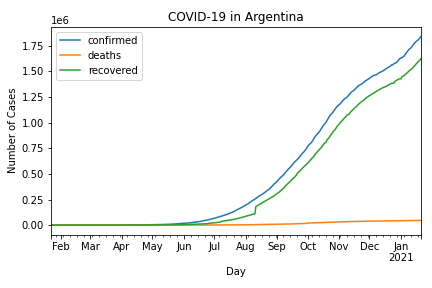 COVID-19 in Argentina
1e6
confirmed
deaths
recovered
1.75
1.50
1.25
1.00
0.75
0.50
0.25
0.00
Number of Cases
Feb Mar Apr May Jun Jul Aug Sep Oct Nov Dec Jan
2021
Day